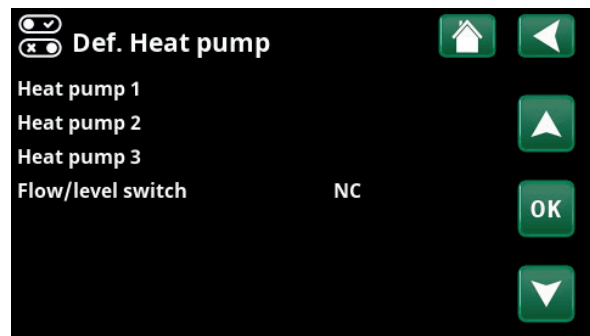 Def. Heat pump
Heat pump 1
Heat pump 2
Heat pump 3
Flow/level switch NC
OK